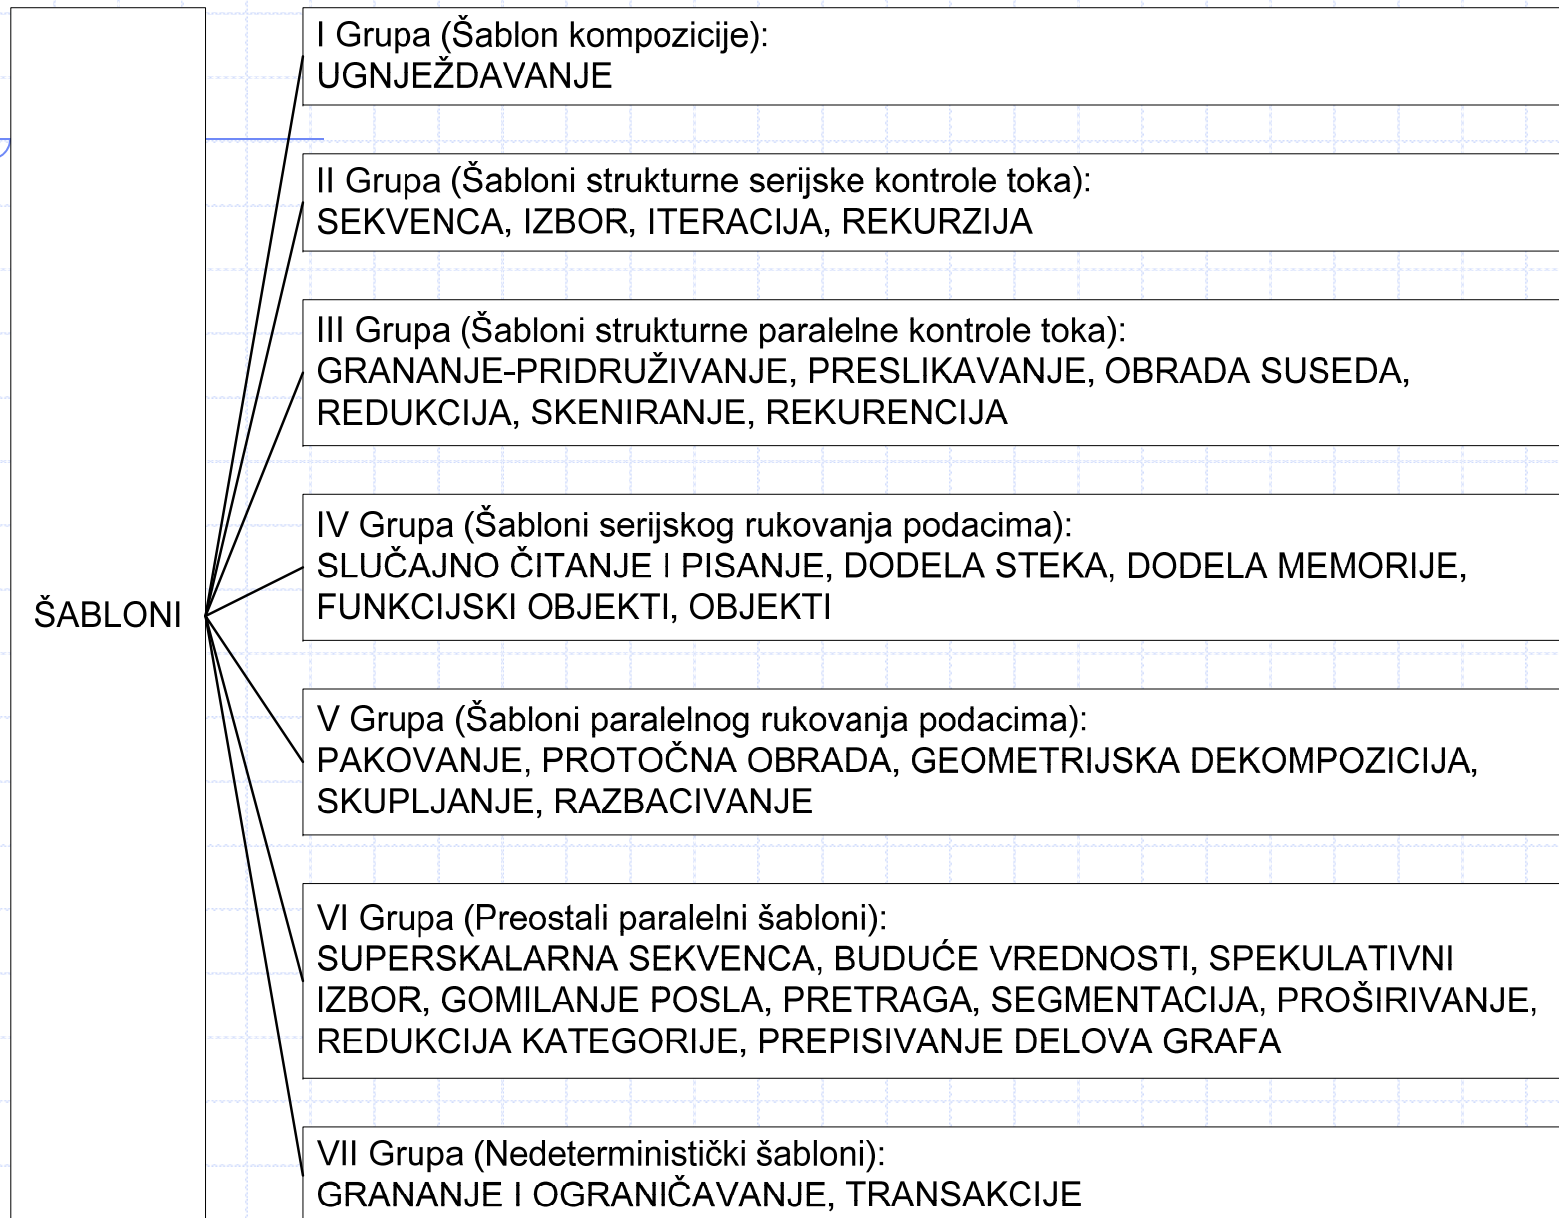 ŠABLONI
I Grupa (Šablon kompozicije):
UGNJEŽDAVANJE
II Grupa (Šabloni strukturne serijske kontrole toka):
SEKVENCA, IZBOR, ITERACIJA, REKURZIJA
III Grupa (Šabloni strukturne paralelne kontrole toka):
GRANANJE-PRIDRUŽIVANJE, PRESLIKAVANJE, OBRADA SUSEDA,
REDUKCIJA, SKENIRANJE, REKURENCIJA
IV Grupa (Šabloni serijskog rukovanja podacima):
SLUČAJNO ČITANJE I PISANJE, DODELA STEKA, DODELA MEMORIJE,
FUNKCIJSKI OBJEKTI, OBJEKTI
V Grupa (Šabloni paralelnog rukovanja podacima):
PAKOVANJE, PROTOČNA OBRADA, GEOMETRIJSKA DEKOMPOZICIJA,
SKUPLJANJE, RAZBACIVANJE
VI Grupa (Preostali paralelni šabloni):
SUPERSKALARNA SEKVENCA, BUDUĆE VREDNOSTI, SPEKULATIVNI
IZBOR, GOMILANJE POSLA, PRETRAGA, SEGMENTACIJA, PROŠIRIVANJE,
REDUKCIJA KATEGORIJE, PREPISIVANJE DELOVA GRAFA
VII Grupa (Nedeterministički šabloni):
GRANANJE I OGRANIČAVANJE, TRANSAKCIJE